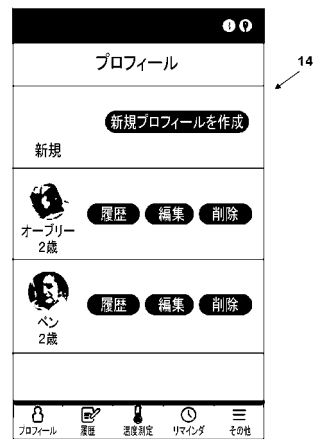 プロフィール
14
新規プロフィールを作成
新規
オーブリー
2歳
履歴 編集 削除
ベン
2歳
履歴 編集 削除
プロフィール 履歴 温度測定 リマインダ その他